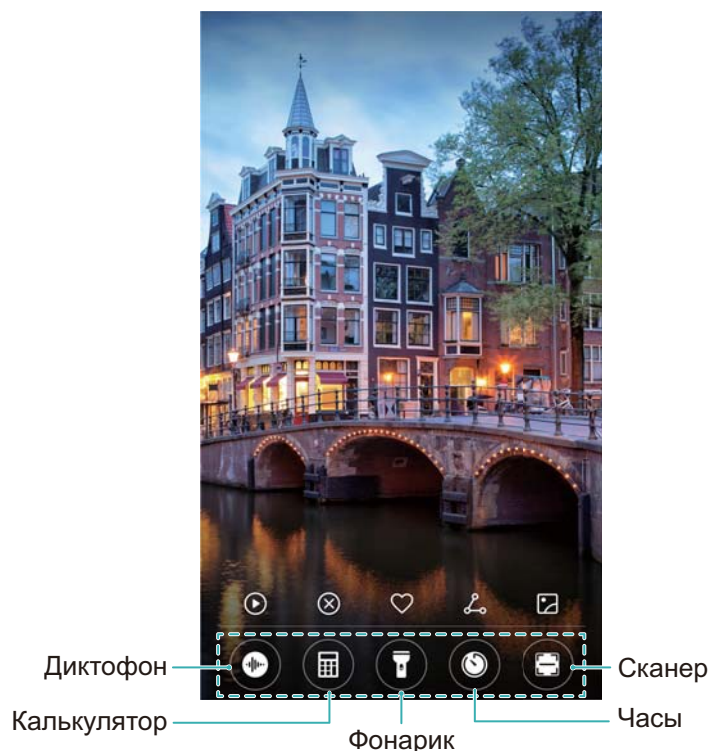 Диктофон
Сканер
Калькулятор
Часы
Фонарик